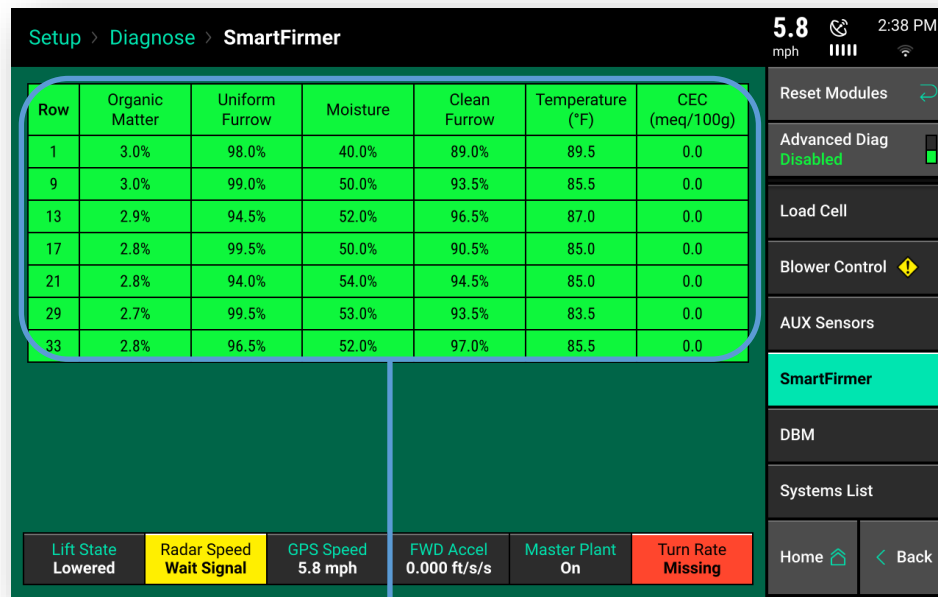 Setup > Diagnose > SmartFirmer
5.8
mph
2:38 PM
Row
Organic
Matter
Uniform
Furrow
Moisture
Clean
Furrow
Temperature
(°F)
CEC
(meq/100g)
1 3.0% 98.0% 40.0% 89.0% 89.5 0.0
9 3.0% 99.0% 50.0% 93.5% 85.5 0.0
13 2.9% 94.5% 52.0% 96.5% 87.0 0.0
17 2.8% 99.5% 50.0% 90.5% 85.0 0.0
21 2.8% 94.0% 54.0% 94.5% 85.0 0.0
29 2.7% 99.5% 53.0% 93.5% 83.5 0.0
33 2.8% 96.5% 52.0% 97.0% 85.5 0.0
Reset Modules
Advanced Diag
Disabled
Load Cell
Blower Control
AUX Sensors
SmartFirmer
DBM
Systems List
Lift State
Lowered
Radar Speed
Wait Signal
GPS Speed
5.8 mph
FWD Accel
0.000 ft/s/s
Master Plant
On
Turn Rate
Missing
Home
< Back